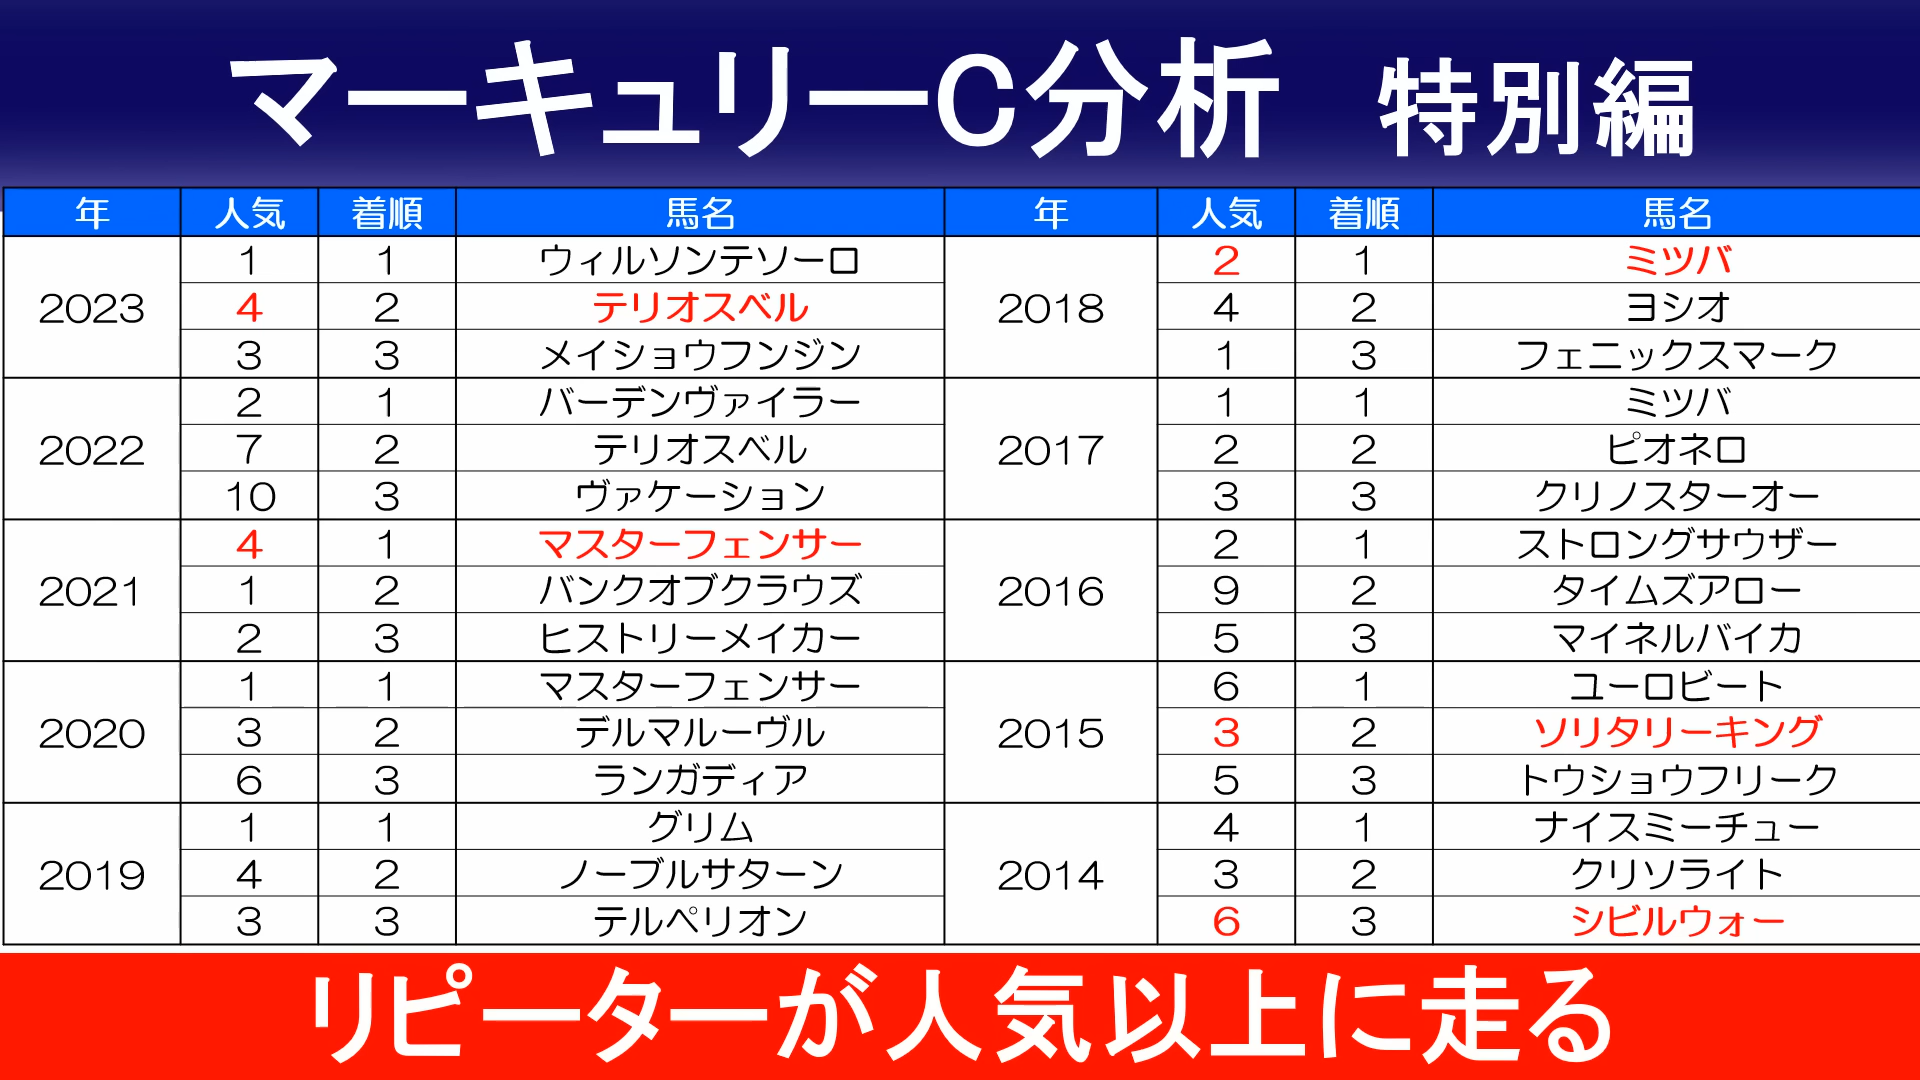 マーキュリーC分析 特別編
年 人気 着順 馬名 年 人気 着順 馬名
2023 1 1 ウィルソンテソーロ 2018 2 1 ミツバ
4 2 テリオスベル 4 2 ヨシオ
3 3 メイショウフンジン 1 3 フェニックスマーク
2022 2 1 バーデンヴァイラー 2017 1 1 ミツバ
7 2 テリオスベル 2 2 ピオネロ
10 3 ヴァケーション 3 3 クリノスターオー
2021 4 1 マスターフェンサー 2016 2 1 ストロングサウザー
1 2 バンクオブクラウズ 9 2 タイムズアロー
2 3 ヒストリーメイカー 5 3 マイネルバイカ
2020 1 1 マスターフェンサー 2015 6 1 ユーロビート
3 2 デルマルーヴル 3 2 ソリタリーキング
6 3 ランガディア 5 3 トウショウフリーク
2019 1 1 グリム 2014 4 1 ナイスミーチュー
4 2 ノーブルサターン 3 2 クリソライト
3 3 テルペリオン 6 3 シビルウォー
リピーターが人気以上に走る